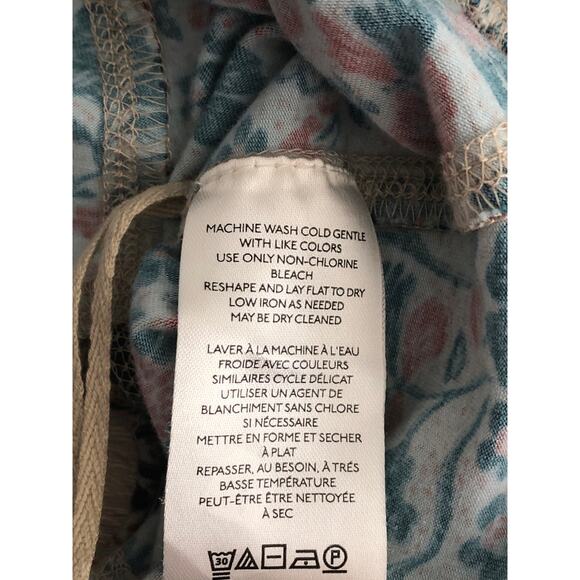 MACHINE WASH COLD GENTLE
WITH LIKE COLORS
USE ONLY NON-CHLORINE
BLEACH
RESHAPE AND LAY FLAT TO DRY
LOW IRON AS NEEDED
MAY BE DRY CLEANED
LAVER À LA MACHINE À L'EAU
FROIDE AVEC COULEURS
SIMILAIRES CYCLE DÉLICAT
UTILISER UN AGENT DE
BLANCHIMENT SANS CHLORE
SI NÉCESSAIRE
METTRE EN FORME ET SECHER
À PLAT
REPASSER, AU BESOIN, À TRÉS
BASSE TEMPÉRATURE
PEUT-ÊTRE ÊTRE NETTOYÉE
À SEC
30 P